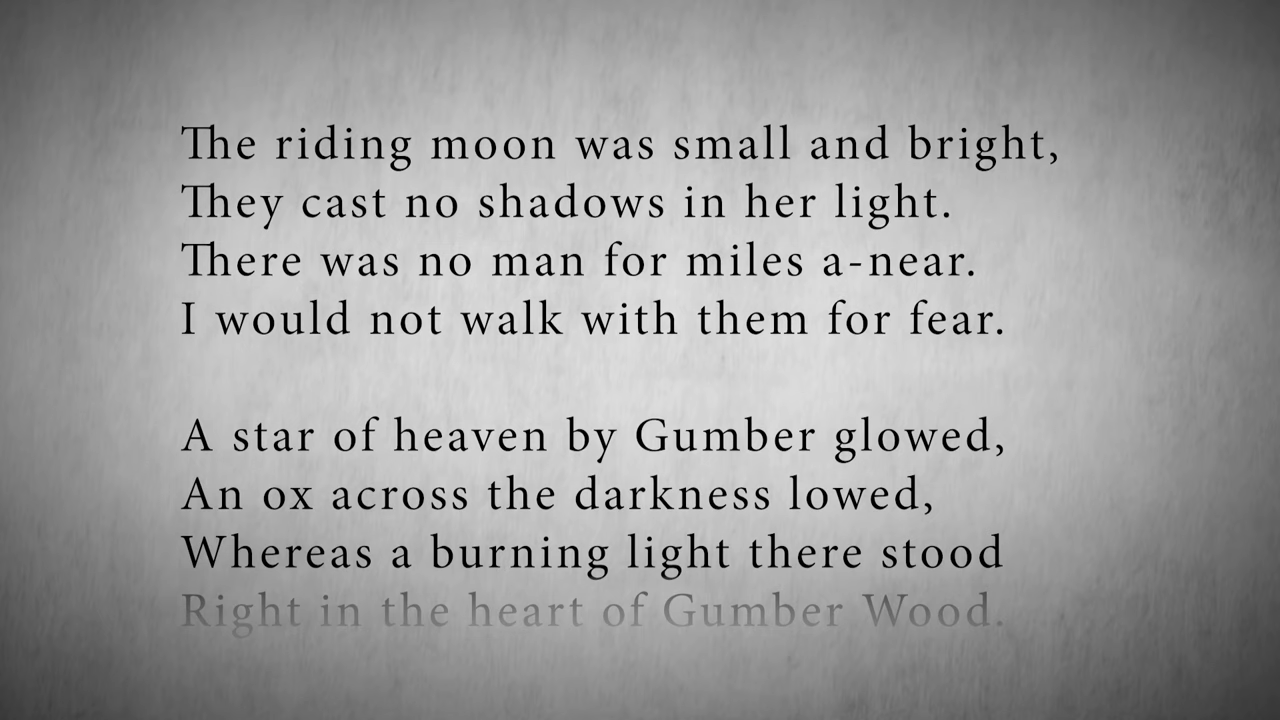 The riding moon was small and bright,
They cast no shadows in her light.
There was no man for miles a-near.
I would not walk with them for fear.
A star of heaven by Gumber glowed,
An ox across the darkness lowed,
Whereas a burning light there stood
Right in the heart of Gumber Wood.